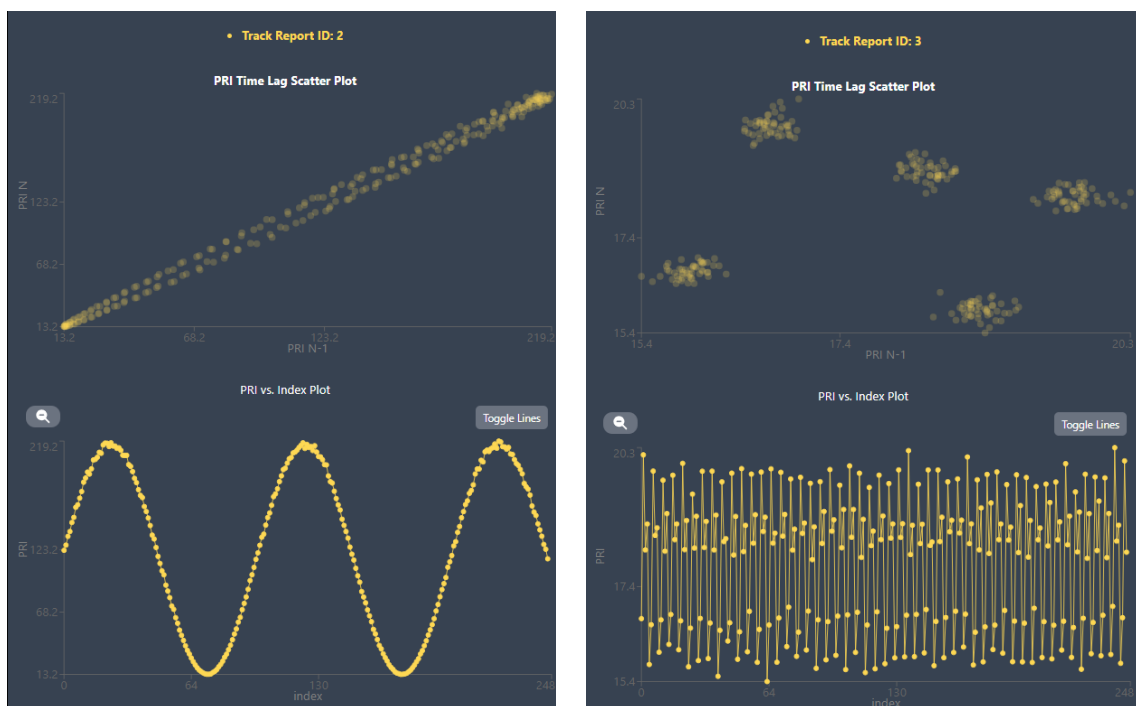 • Track Report ID: 2
PRI Time Lag Scatter Plot
219.2
123.2
68.2
13.2
PRI N
13.2
68.2
123.2
219.2
PRI N-1
PRI vs. Index Plot
Toggle Lines
219.2
123.2
68.2
13.2
PRI
0
64
130
248
index
• Track Report ID: 3
PRI Time Lag Scatter Plot
20.3
17.4
15.4
PRI N
15.4
17.4
20.3
PRI N-1
PRI vs. Index Plot
Toggle Lines
20.3
17.4
15.4
PRI
0
64
130
248
index